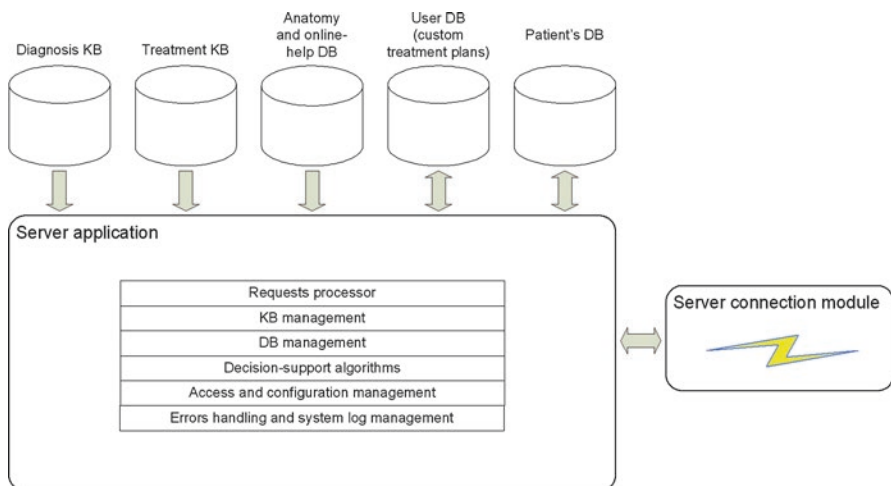 Diagnosis KB
Treatment KB
Anatomy
and online-
help DB
User DB
(custom
treatment plans)
Patient's DB
Server application
Requests processor
KB management
DB management
Decision-support algorithms
Access and configuration management
Errors handling and system log management
Server connection module